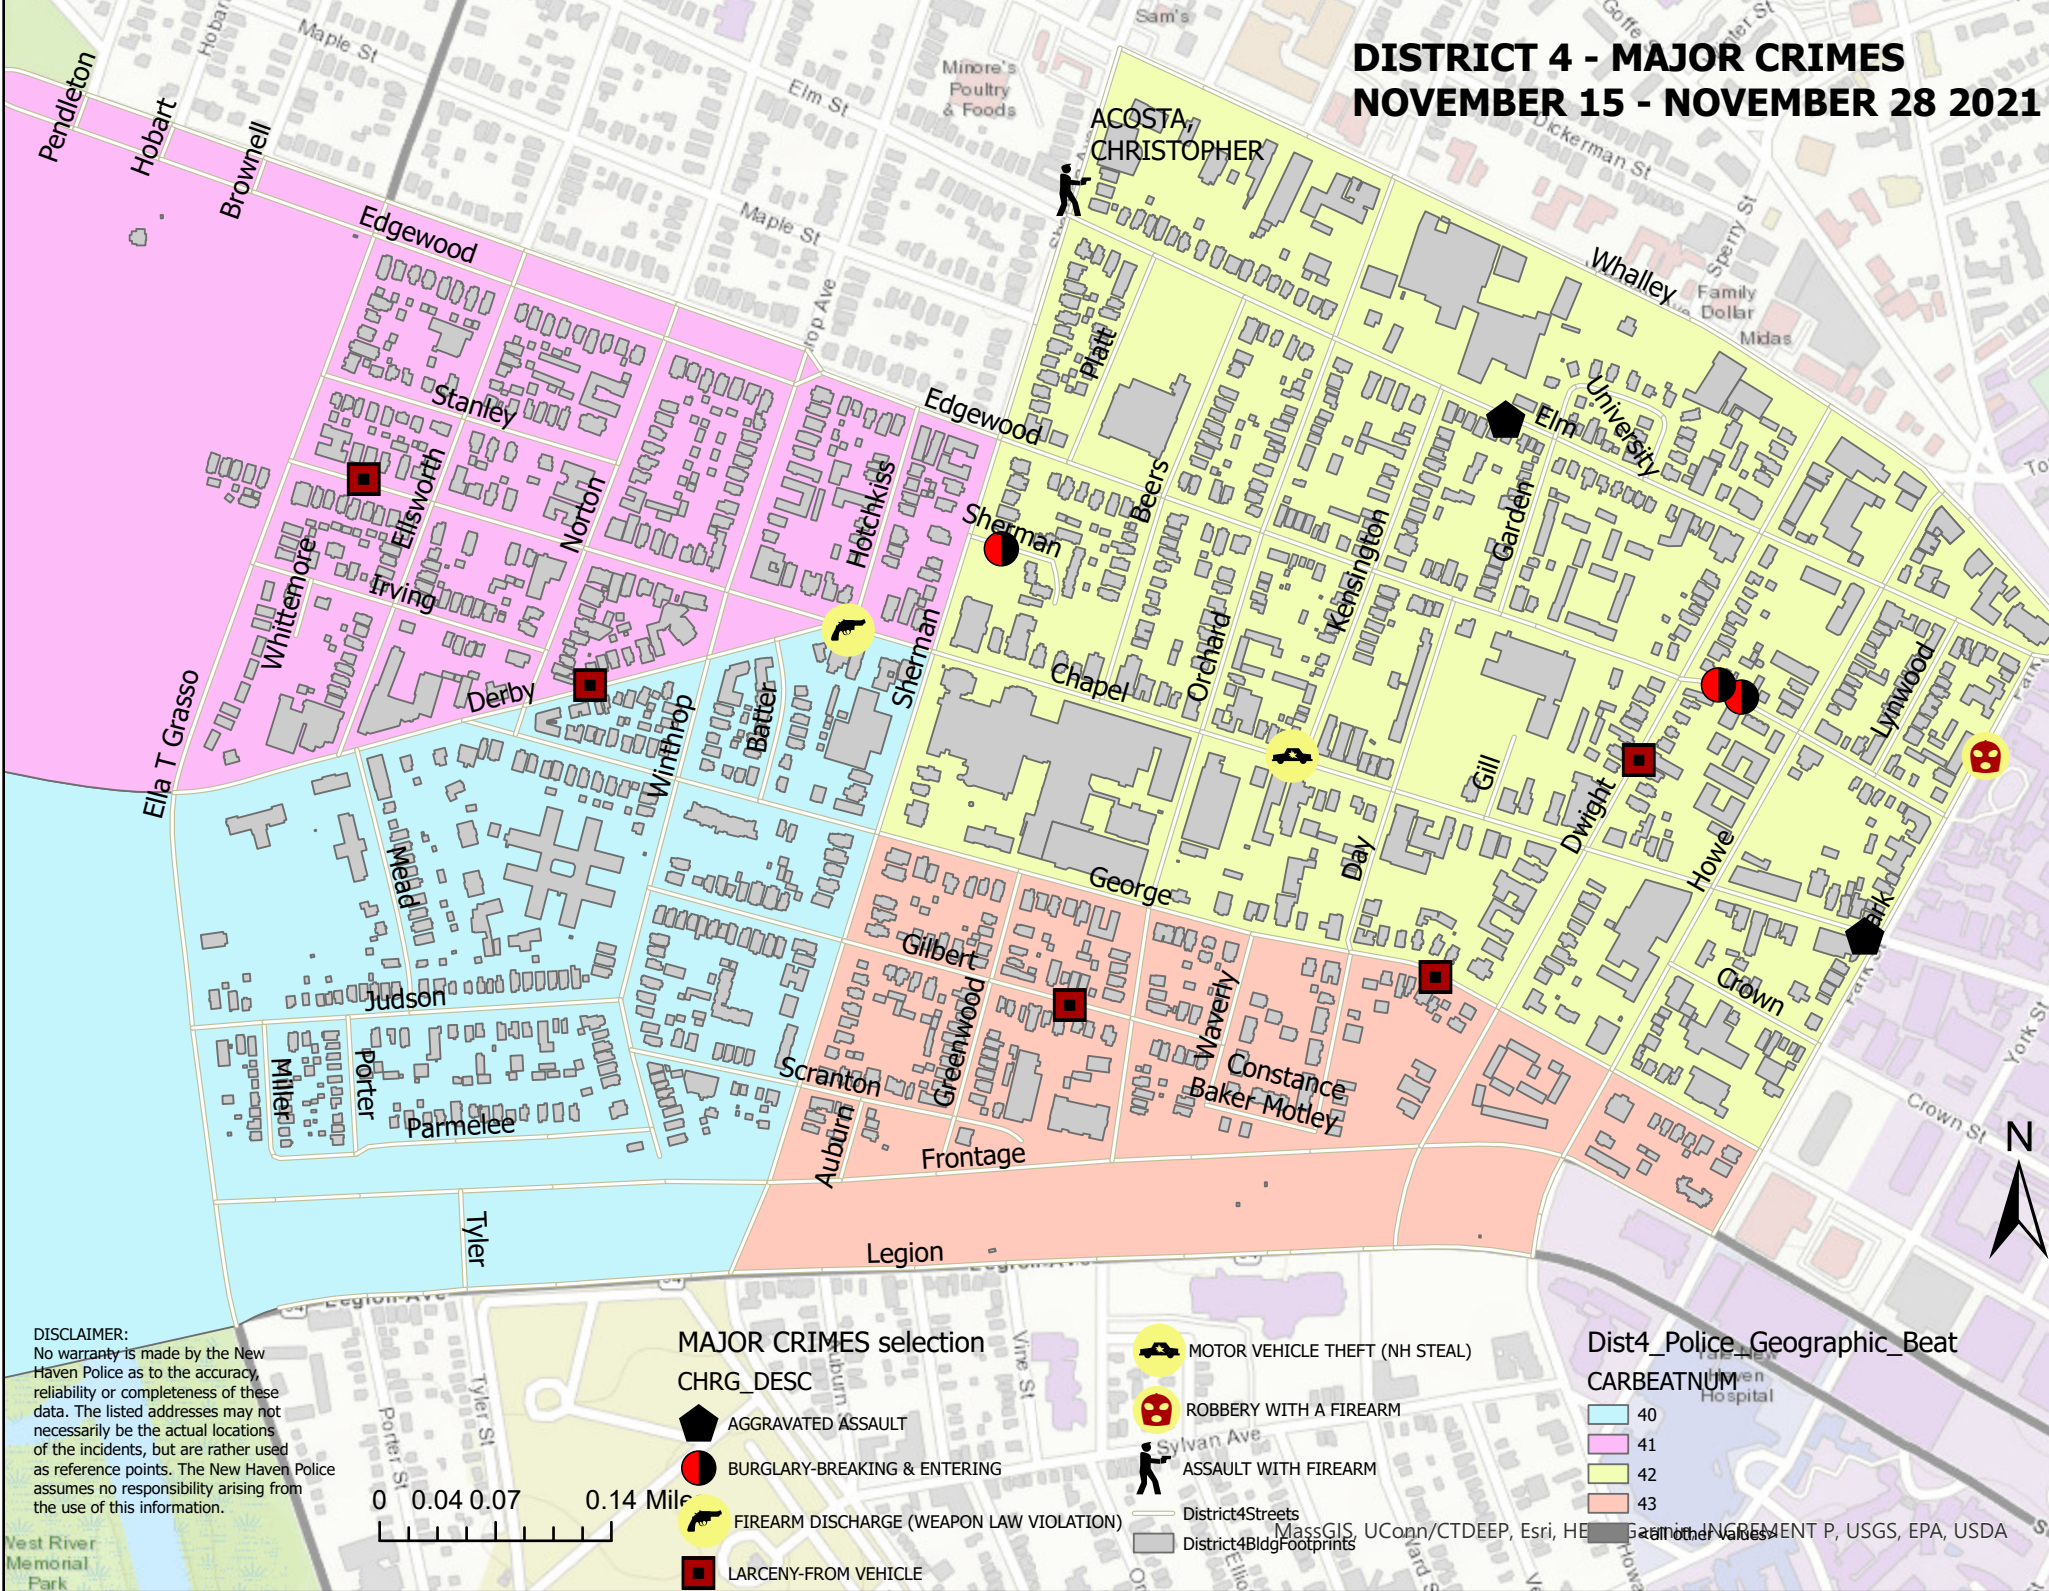 DISTRICT 4 - MAJOR CRIMES
NOVEMBER 15 - NOVEMBER 28 2021
Sam's
Minore's
Poultry
& Foods
Maple St
Elm St
Maple St
Dickerman St
Sperry St
Family
Dollar
Midas
ACOSTA,
CHRISTOPHER
Pendleton
Hobart
Brownell
Edgewood
Whalley
Platt
Stanley
Edgewood
Elm
University
Ellsworth
Norton
Hotchkiss
Sherman
Beers
Kensington
Garden
Whittemore
Irving
Derby
Sherman
Chapel
Orchard
Lynwood
Ella T Grasso
Winthrop
Batter
Gill
Dwight
Howe
Day
Mead
George
Gilbert
Greenwood
Waverly
Crown
Judson
Miller
Porter
Parmelee
Scranton
Auburn
Constance
Baker Motley
Frontage
Tyler
Legion
Crown St
York St
N
Legion Ave
Porter St
Tyler St
Vine St
Sylvan Ave
Yale-New
Haven
Hospital
West River
Memorial
Park
DISCLAIMER:
No warranty is made by the New
Haven Police as to the accuracy,
reliability or completeness of these
data. The listed addresses may not
necessarily be the actual locations
of the incidents, but are rather used
as reference points. The New Haven Police
assumes no responsibility arising from
the use of this information.
0 0.04 0.07 0.14
MAJOR CRIMES selection
CHRG_DESC
AGGRAVATED ASSAULT
BURGLARY-BREAKING & ENTERING
FIREARM DISCHARGE (WEAPON LAW VIOLATION)
LARCENY-FROM VEHICLE
MOTOR VEHICLE THEFT (NH STEAL)
ROBBERY WITH A FIREARM
ASSAULT WITH FIREARM
District4Streets
District4BldgFootprints
Dist4_Police_Geographic_Beat
CARBEATNUM
40
41
42
43
<all other values>
MassGIS, UConn/CTDEEP, Esri, Garmin, INCREMENT P, USGS, EPA, USDA